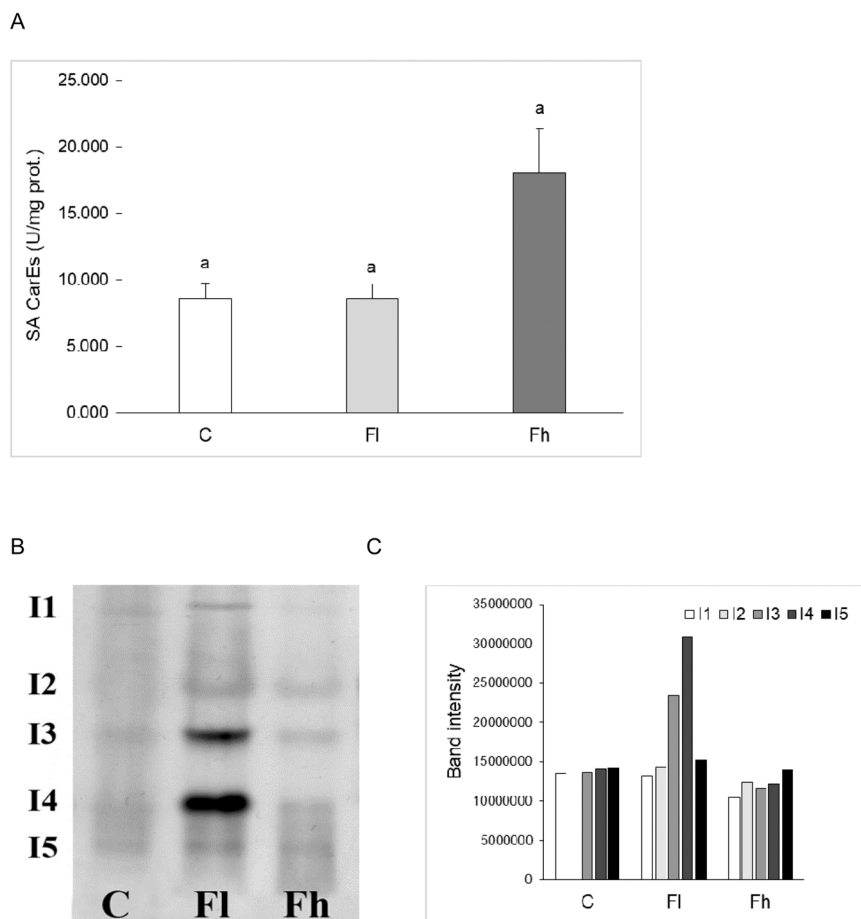 A
25.000
20.000
15.000
10.000
5.000
0.000
SA CarEs (U/mg prot.)
a
a
a
C
Fl
Fh
B
I1
I2
I3
I4
I5
C
Fl
Fh
C
35000000
30000000
25000000
20000000
15000000
10000000
5000000
0
Band intensity
I1 I2 I3 I4 I5
C
Fl
Fh